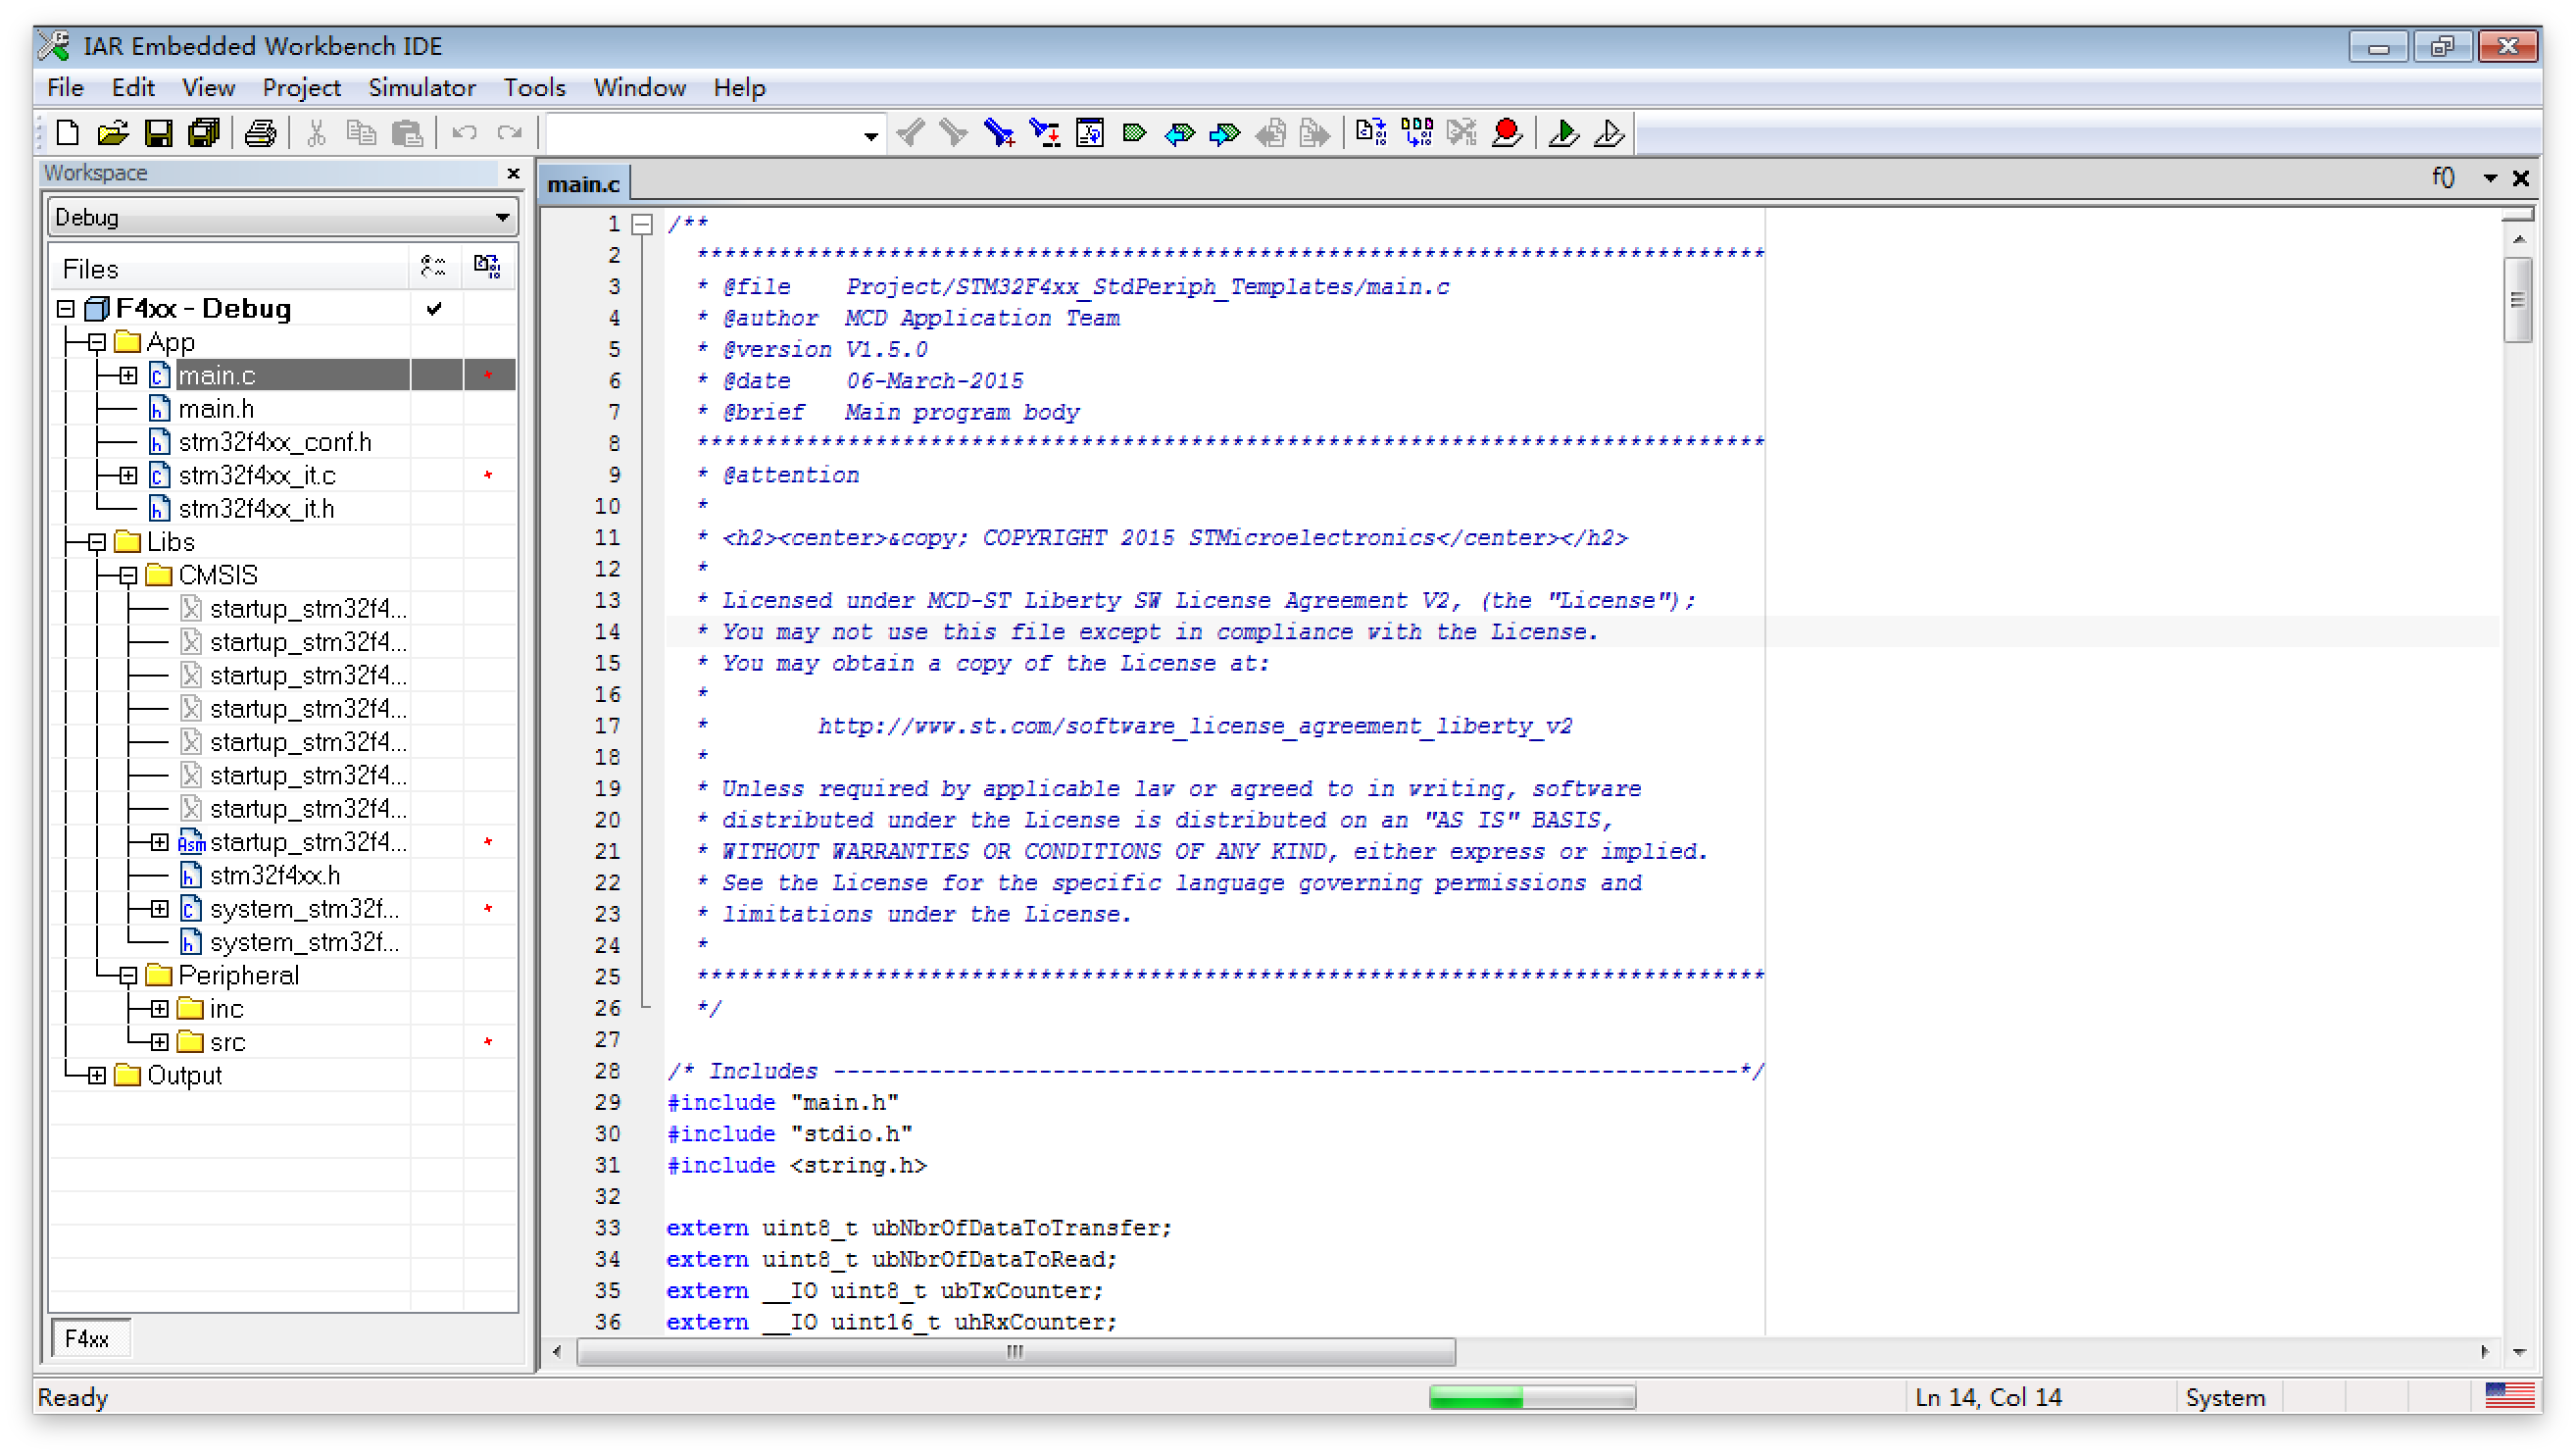 IAR Embedded Workbench IDE
File Edit View Project Simulator Tools Window Help
Workspace
Debug
Files
F4xx - Debug
App
main.c
main.h
stm32f4xx_conf.h
stm32f4xx_it.c
stm32f4xx_it.h
Libs
CMSIS
startup_stm32f4...
startup_stm32f4...
startup_stm32f4...
startup_stm32f4...
startup_stm32f4...
startup_stm32f4...
startup_stm32f4...
startup_stm32f4...
stm32f4xx.h
system_stm32f...
system_stm32f...
Peripheral
inc
src
Output
F4xx
main.c
f()
1 /**
2 ******************************************************************************
3 * @file    Project/STM32F4xx_StdPeriph_Templates/main.c
4 * @author  MCD Application Team
5 * @version V1.5.0
6 * @date    06-March-2015
7 * @brief   Main program body
8 ******************************************************************************
9 * @attention
10 *
11 * <h2><center>&copy; COPYRIGHT 2015 STMicroelectronics</center></h2>
12 *
13 * Licensed under MCD-ST Liberty SW License Agreement V2, (the "License");
14 * You may not use this file except in compliance with the License.
15 * You may obtain a copy of the License at:
16 *
17 *        http://www.st.com/software_license_agreement_liberty_v2
18 *
19 * Unless required by applicable law or agreed to in writing, software
20 * distributed under the License is distributed on an "AS IS" BASIS,
21 * WITHOUT WARRANTIES OR CONDITIONS OF ANY KIND, either express or implied.
22 * See the License for the specific language governing permissions and
23 * limitations under the License.
24 *
25 ******************************************************************************
26 */
27
28 /* Includes ------------------------------------------------------------------*/
29 #include "main.h"
30 #include "stdio.h"
31 #include <string.h>
32
33 extern uint8_t ubNbrOfDataToTransfer;
34 extern uint8_t ubNbrOfDataToRead;
35 extern __IO uint8_t ubTxCounter;
36 extern __IO uint16_t uhRxCounter;
Ready
Ln 14, Col 14
System